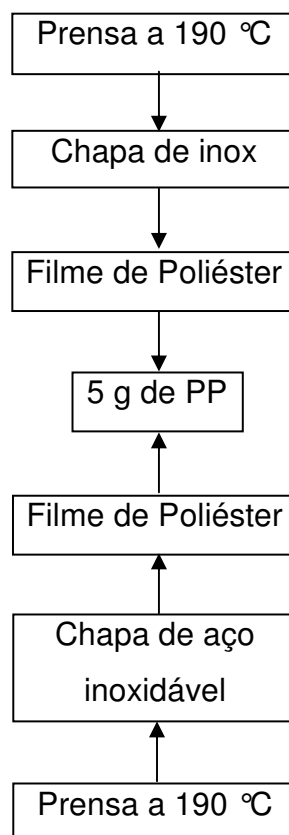 Prensa a 190 °C
Chapa de inox
Filme de Poliéster
5 g de PP
Filme de Poliéster
Chapa de aço
inoxidável
Prensa a 190 °C